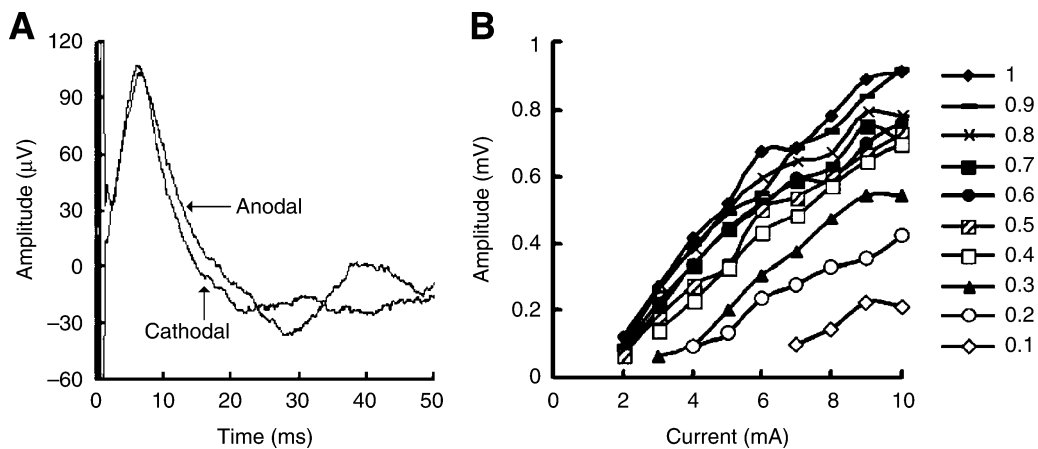 A
120
90
60
30
0
−30
−60
Amplitude (µV)
Anodal
Cathodal
0 10 20 30 40 50
Time (ms)
B
1
0.8
0.6
0.4
0.2
0
Amplitude (mV)
0 2 4 6 8 10
Current (mA)
1
0.9
0.8
0.7
0.6
0.5
0.4
0.3
0.2
0.1